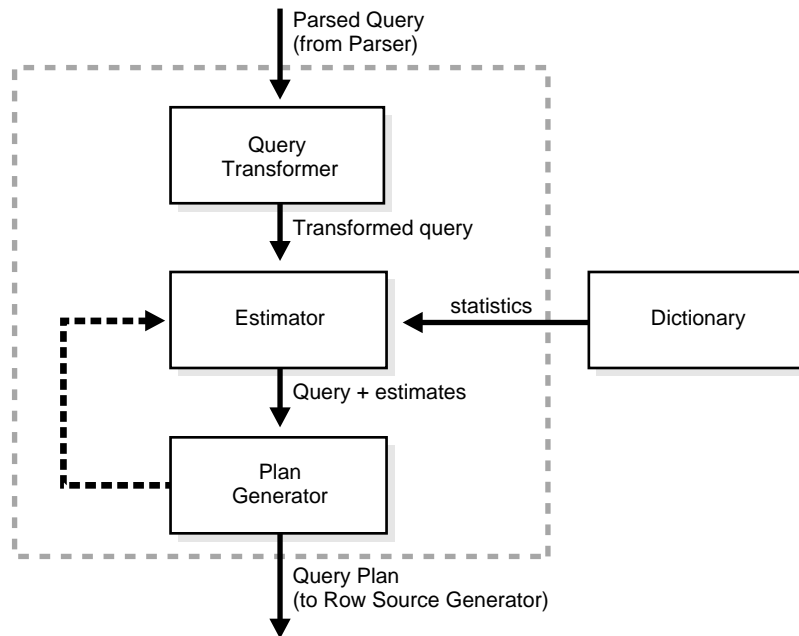 Parsed Query
(from Parser)
Query
Transformer
Transformed query
Estimator
statistics
Dictionary
Query + estimates
Plan
Generator
Query Plan
(to Row Source Generator)